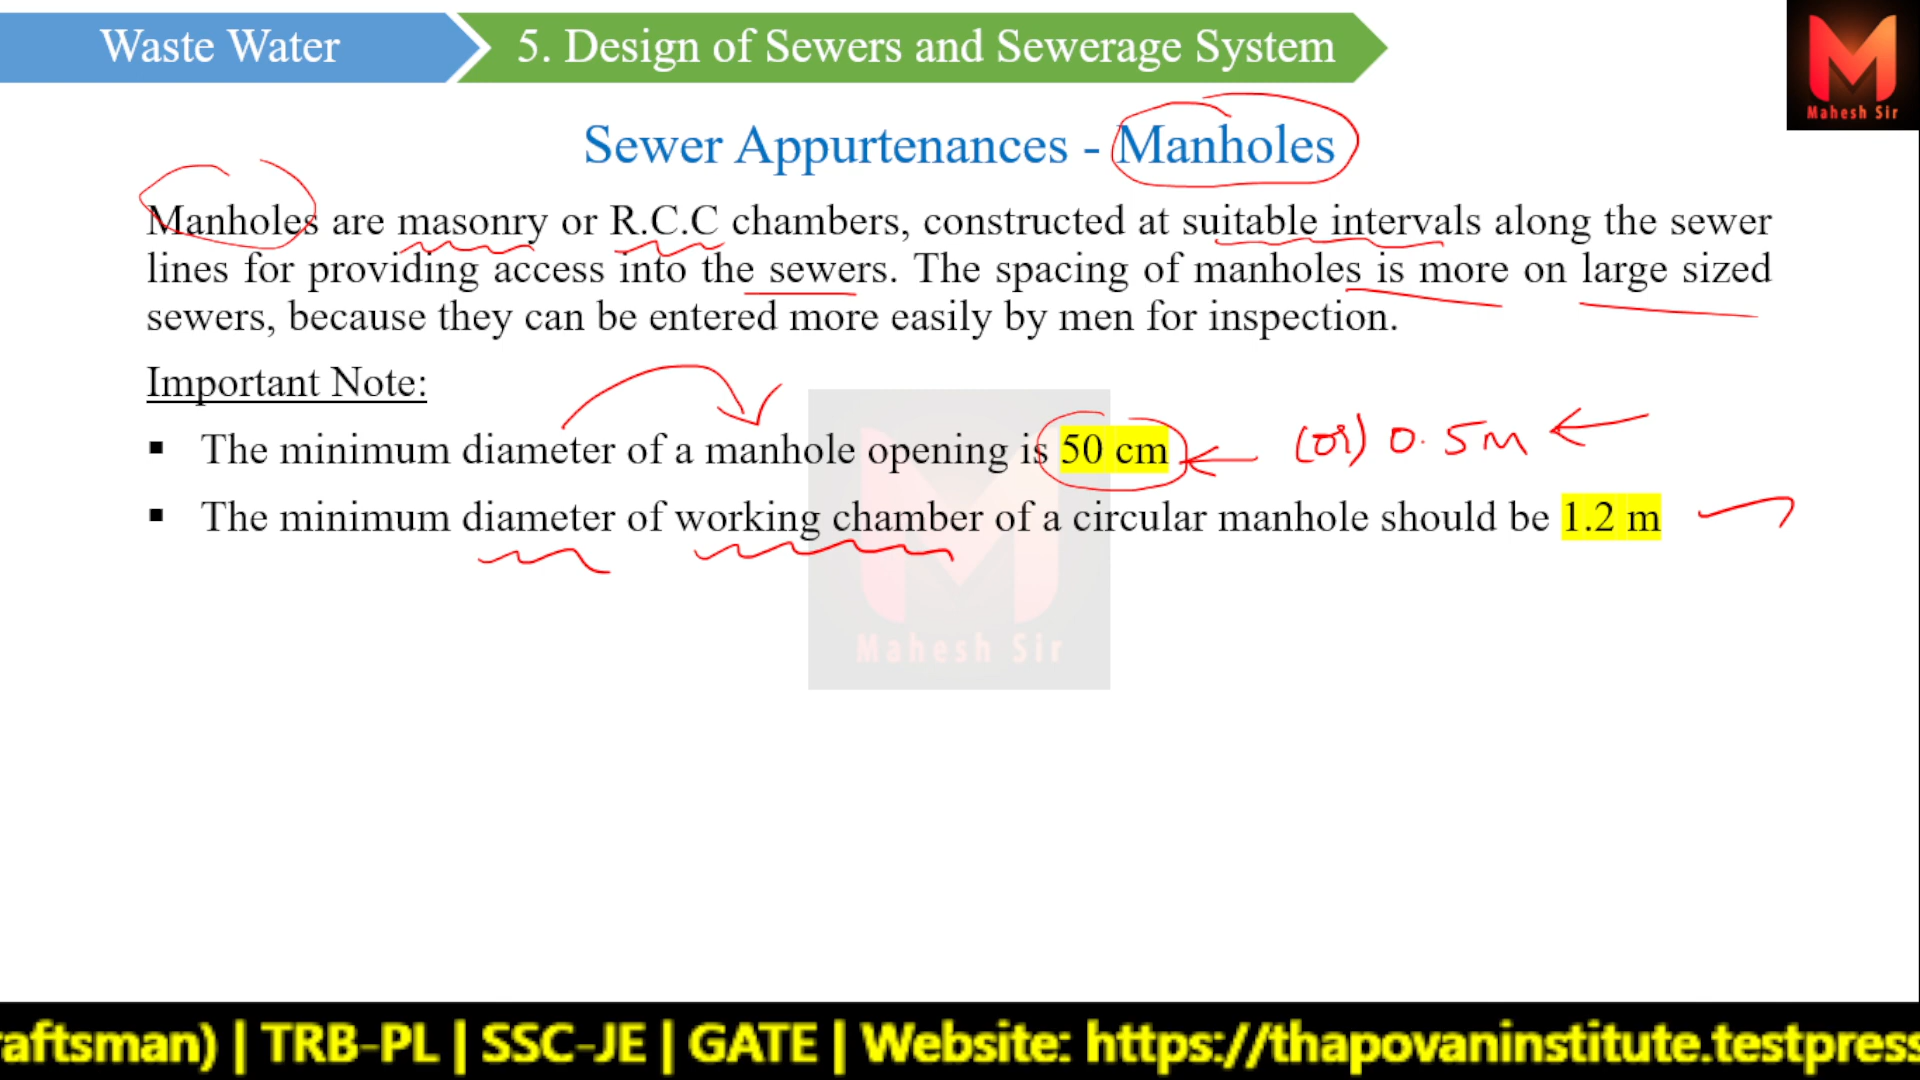 Waste Water
5. Design of Sewers and Sewerage System
Mahesh Sir
Sewer Appurtenances - Manholes
Manholes are masonry or R.C.C chambers, constructed at suitable intervals along the sewer
lines for providing access into the sewers. The spacing of manholes is more on large sized
sewers, because they can be entered more easily by men for inspection.
Important Note:
▪ The minimum diameter of a manhole opening is 50 cm (or) 0.5m
▪ The minimum diameter of working chamber of a circular manhole should be 1.2 m
Mahesh Sir
raftsman) | TRB-PL | SSC-JE | GATE | Website: https://thapovaninstitute.testpress